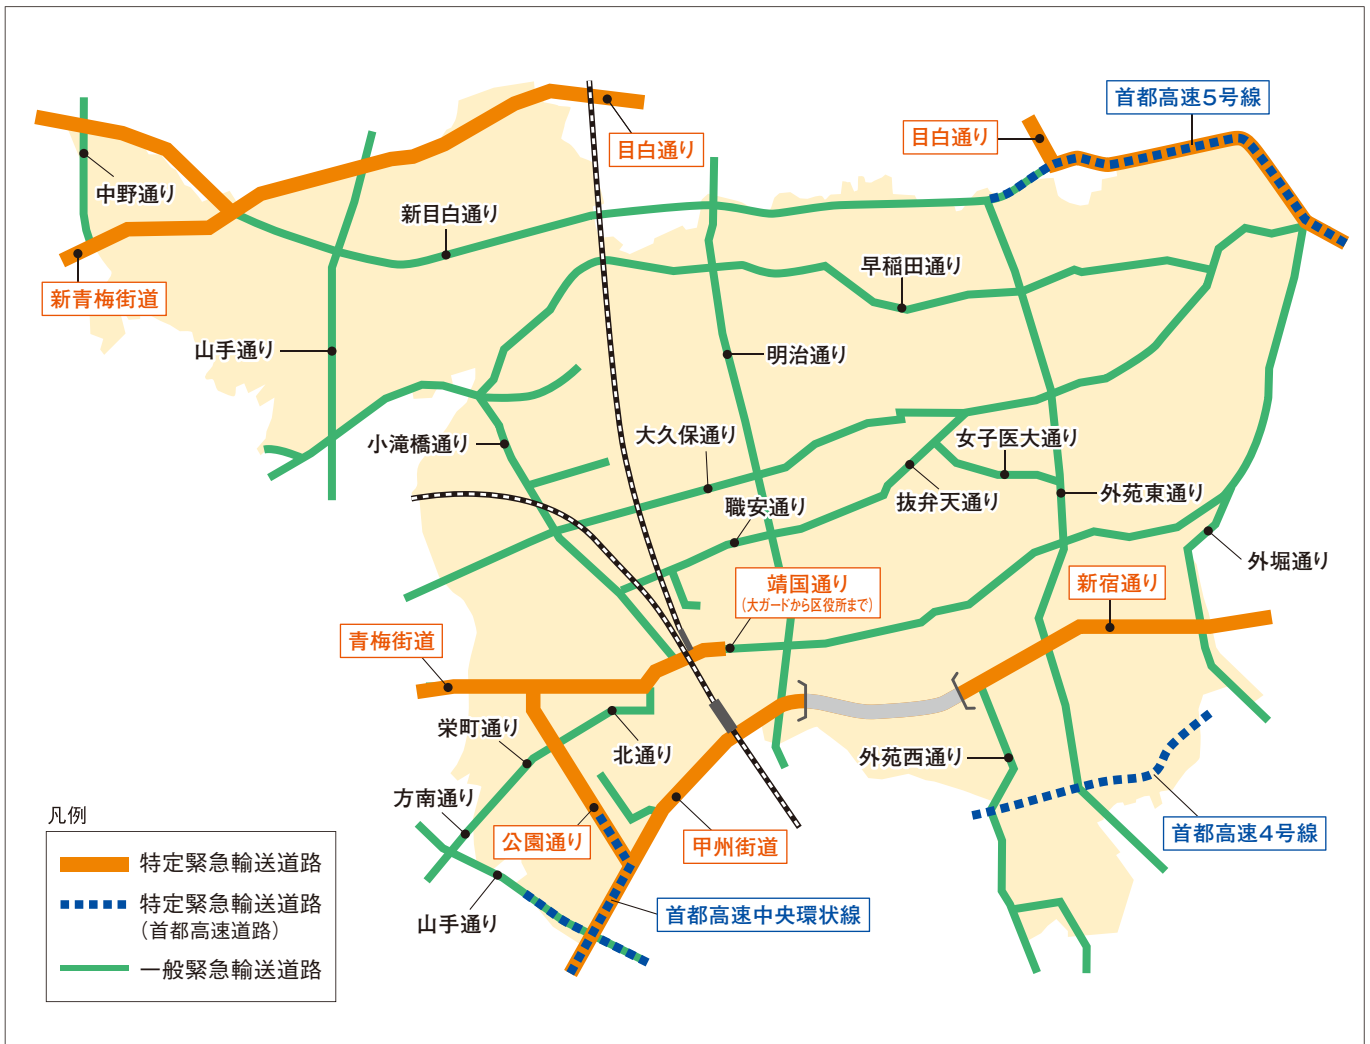 首都高速5号線
目白通り
目白通り
中野通り
新目白通り
早稲田通り
新青梅街道
山手通り
明治通り
小滝橋通り
大久保通り
女子医大通り
職安通り
抜弁天通り
外苑東通り
外堀通り
靖国通り
(大ガードから区役所まで)
新宿通り
青梅街道
栄町通り
北通り
外苑西通り
方南通り
公園通り
甲州街道
首都高速4号線
山手通り
首都高速中央環状線
凡例
特定緊急輸送道路
特定緊急輸送道路
(首都高速道路)
一般緊急輸送道路